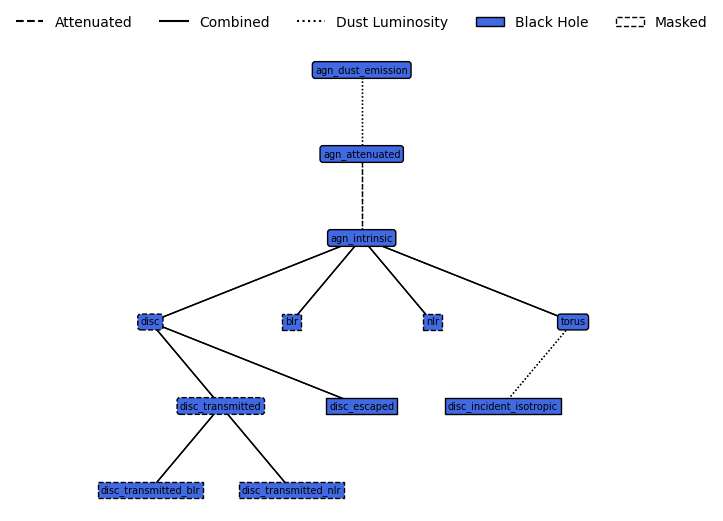 Attenuated Combined Dust Luminosity Black Hole Masked
agn_dust_emission
agn_attenuated
agn_intrinsic
disc blr nlr torus
disc_transmitted disc_escaped disc_incident_isotropic
disc_transmitted_blr disc_transmitted_nlr